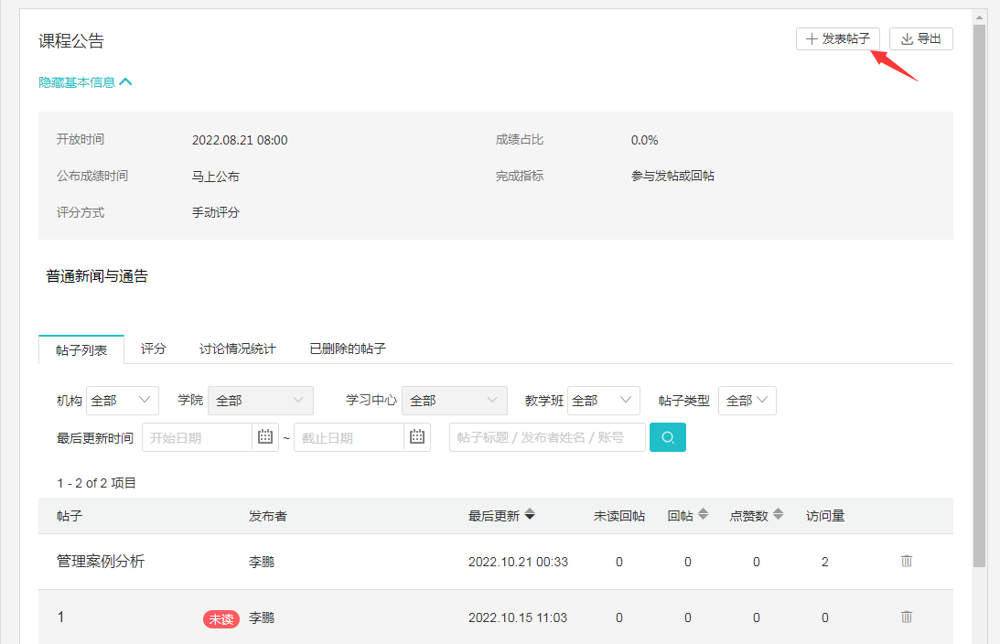 课程公告
发表帖子 导出
隐藏基本信息
开放时间 2022.08.21 08:00 成绩占比 0.0%
公布成绩时间 马上公布 完成指标 参与发帖或回帖
评分方式 手动评分
普通新闻与通告
帖子列表 评分 讨论情况统计 已删除的帖子
机构 全部 学院 全部 学习中心 全部 教学班 全部 帖子类型 全部
最后更新时间 开始日期 ~ 截止日期 帖子标题 / 发布者姓名 / 账号
1 - 2 of 2 项目
帖子 发布者 最后更新 未读回帖 回帖 点赞数 访问量
管理案例分析 李鹏 2022.10.21 00:33 0 0 0 2
1 未读 李鹏 2022.10.15 11:03 0 0 0 0